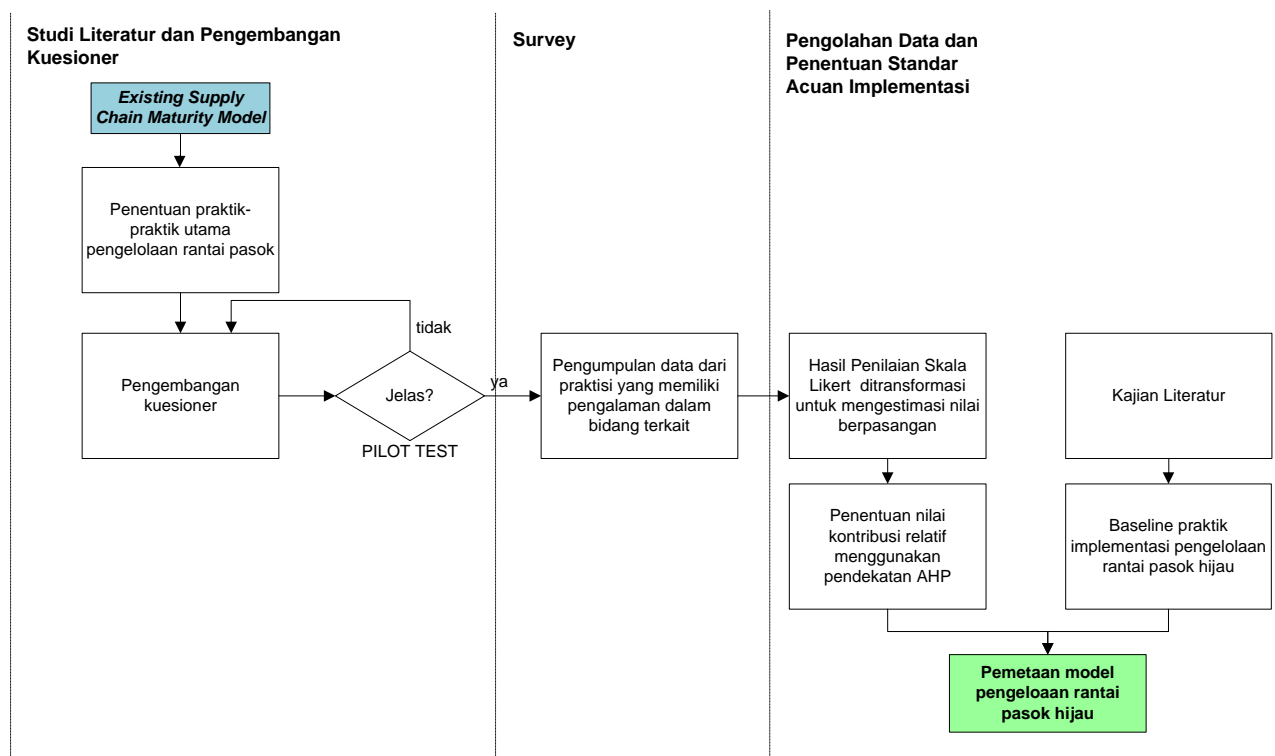 Studi Literatur dan Pengembangan
Kuesioner
Existing Supply
Chain Maturity Model
Penentuan praktik-
praktik utama
pengelolaan rantai pasok
Pengembangan
kuesioner
tidak
Jelas?
ya
PILOT TEST
Survey
Pengumpulan data dari
praktisi yang memiliki
pengalaman dalam
bidang terkait
Pengolahan Data dan
Penentuan Standar
Acuan Implementasi
Hasil Penilaian Skala
Likert ditransformasi
untuk mengestimasi nilai
berpasangan
Kajian Literatur
Penentuan nilai
kontribusi relatif
menggunakan
pendekatan AHP
Baseline praktik
implementasi pengelolaan
rantai pasok hijau
Pemetaan model
pengeloaan rantai
pasok hijau